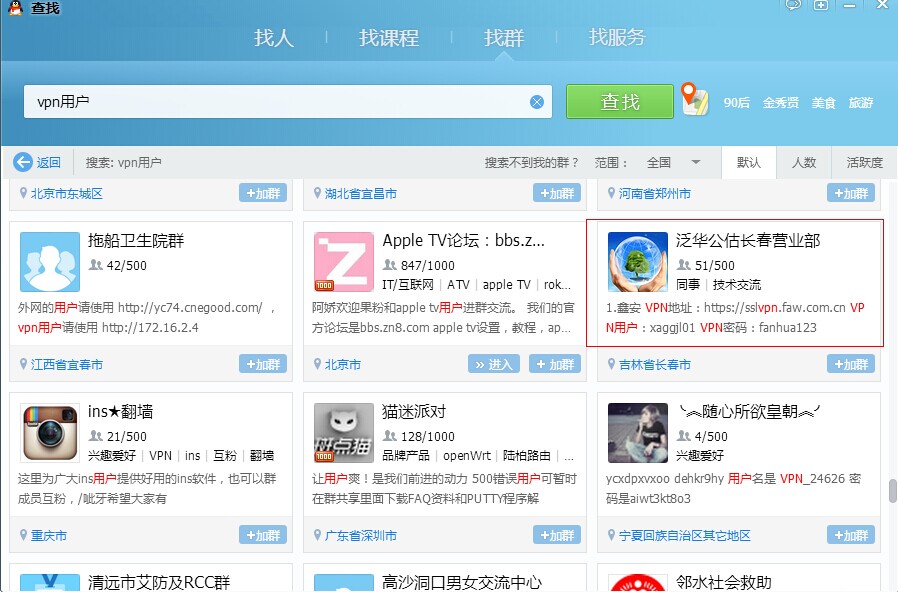 查找
找人 | 找课程 | 找群 | 找服务
vpn用户
查找
90后 金秀贤 美食 旅游
返回 搜索: vpn用户 搜索不到我的群？ 范围： 全国 默认 人数 活跃度
北京市东城区 +加群
湖北省宜昌市 +加群
河南省郑州市 +加群
拖船卫生院群
42/500
外网的用户请使用 http://yc74.cnegood.com/ ，
vpn用户请使用 http://172.16.2.4
江西省宜春市 +加群
Apple TV论坛：bbs.z...
847/1000
IT/互联网 | ATV | apple TV | rok...
1000
阿娇欢迎果粉和apple tv用户进群交流。 我们的官
方论坛是bbs.zn8.com apple tv设置，教程，ap...
北京市 » 进入 +加群
泛华公估长春营业部
51/500
同事 | 技术交流
1.鑫安 VPN地址：https://sslvpn.faw.com.cn VP
N用户：xaggjl01 VPN密码：fanhua123
吉林省长春市 +加群
ins★翻墙
21/500
兴趣爱好 | VPN | ins | 互粉 | 翻墙
这里为广大ins用户提供好用的ins软件，也可以群
成员互粉，/呲牙希望大家有
重庆市 +加群
猫迷派对
128/1000
品牌产品 | openWrt | 陆怕路由 | ...
斑点猫
1000
让用户爽！是我们前进的动力 500错误用户可暂时
在群共享里面下载FAQ资料和PUTTY程序解
广东省深圳市 +加群
╰︽随心所欲皇朝︽╯
4/500
兴趣爱好
ycxdpxvxoo dehkr9hy 用户名是 VPN_24626 密
码是aiwt3kt8o3
宁夏回族自治区其它地区 +加群
清远市艾防及RCC群
高沙洞口男女交流中心
邻水社会救助